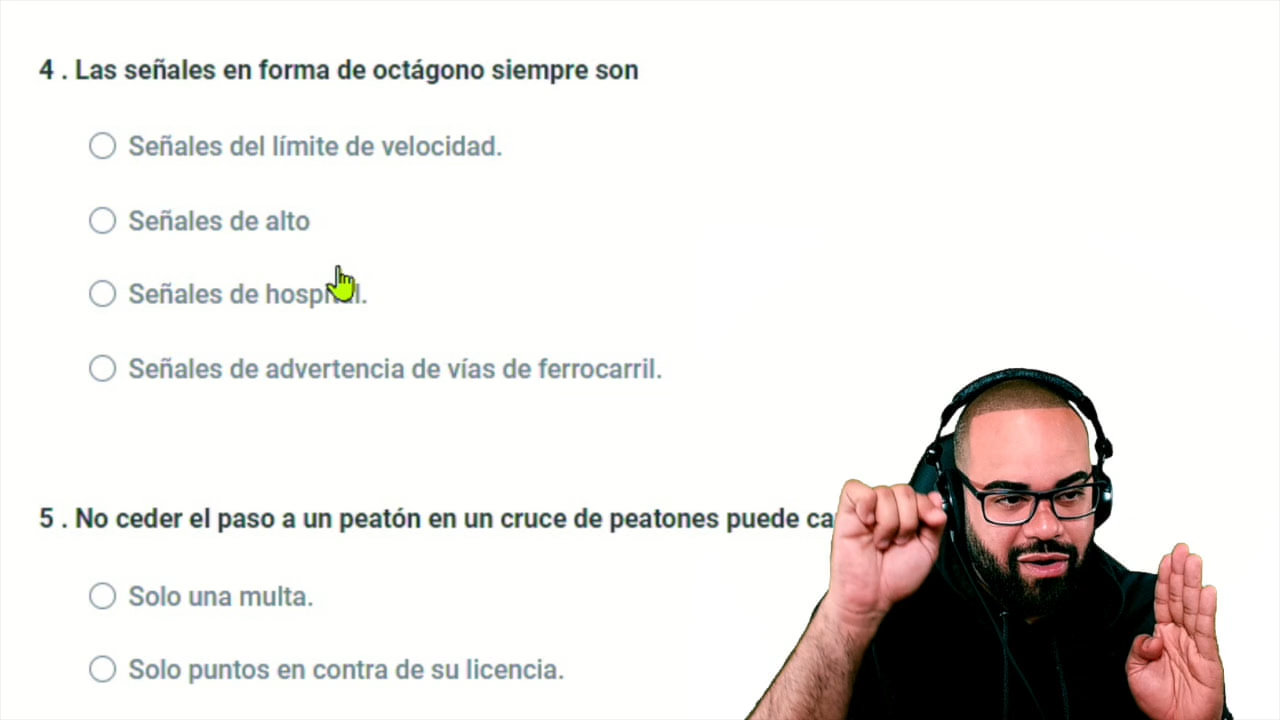 4 . Las señales en forma de octágono siempre son
Señales del límite de velocidad.
Señales de alto
Señales de
Señales de advertencia de vías de ferrocarril.
5 . No ceder el paso a un peatón en un cruce de peatones puede
Solo una multa.
Solo puntos en contra de su licencia.